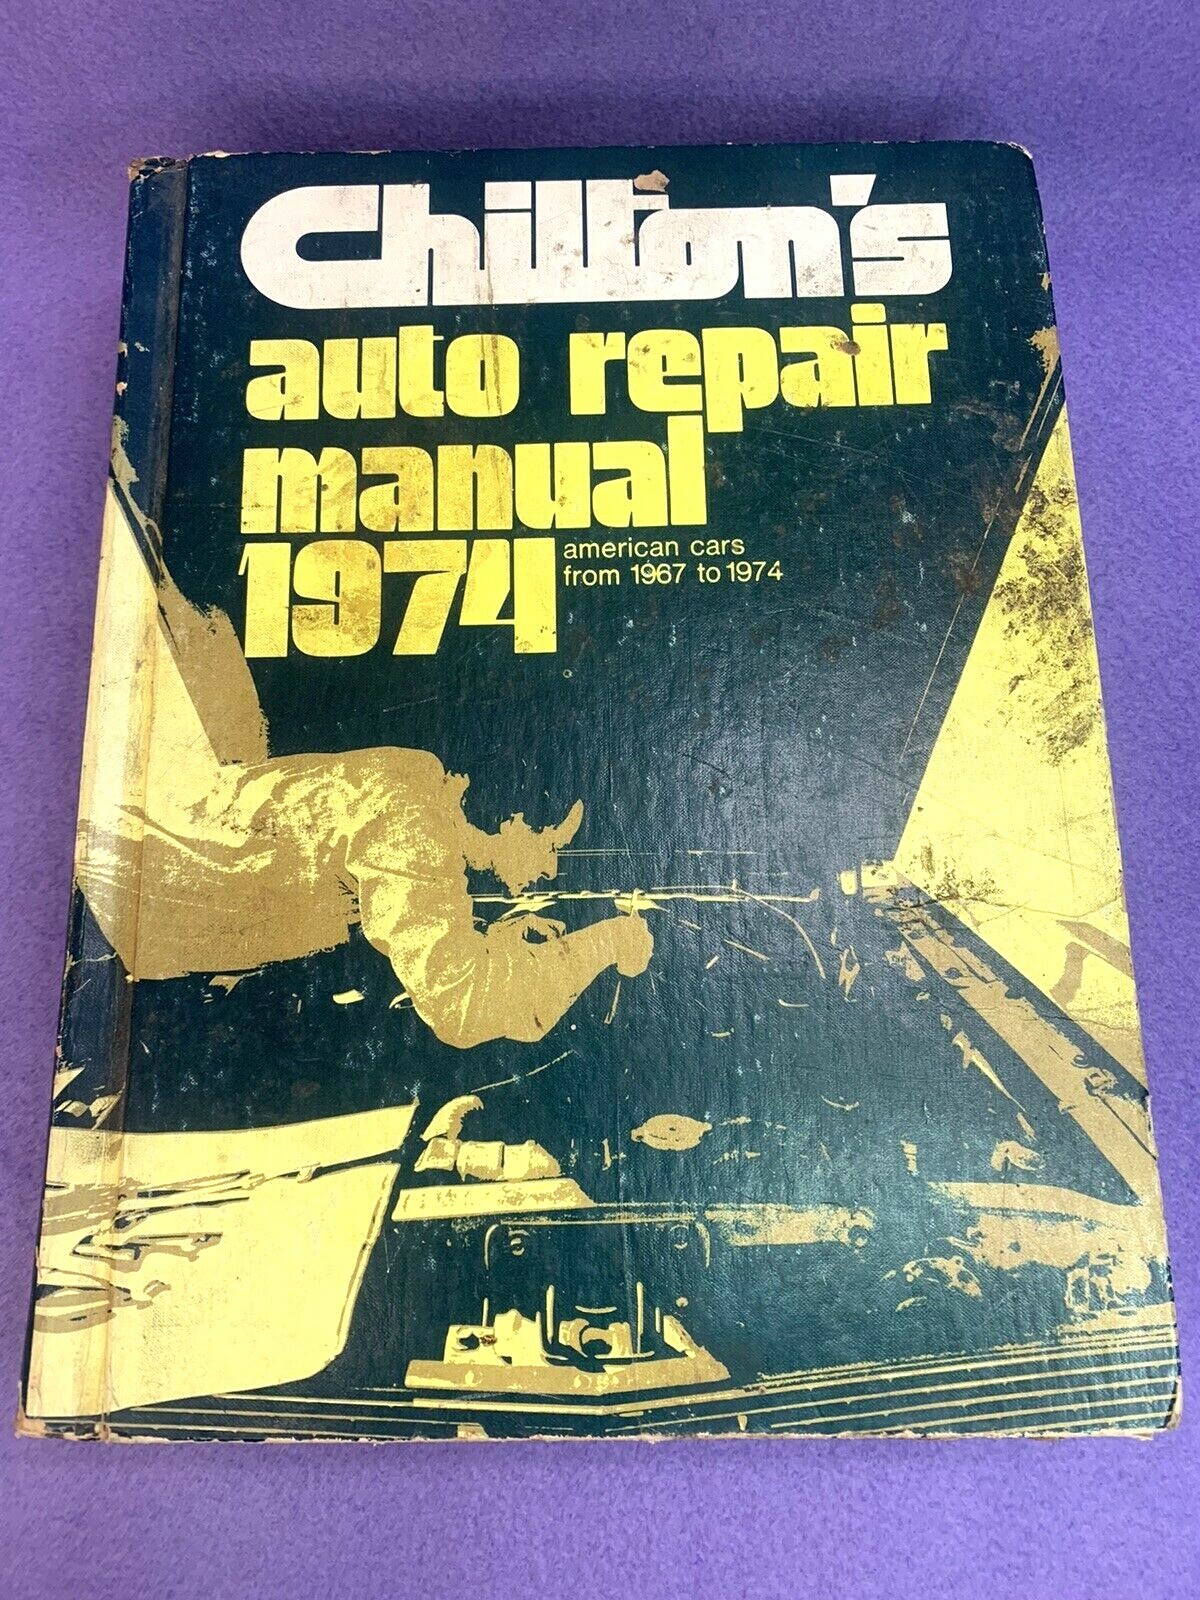 Chilton's
auto repair
manual
1974
american cars
from 1967 to 1974